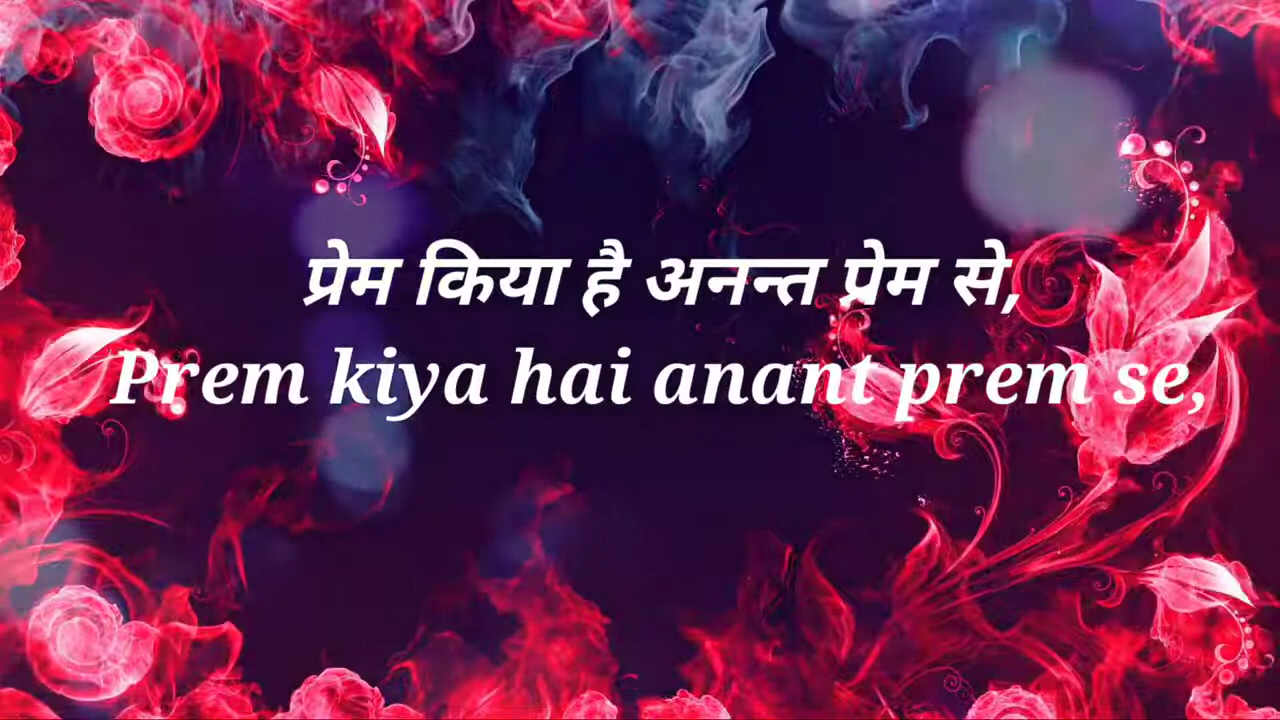 प्रेम किया है अनन्त प्रेम से,
Prem kiya hai anant prem se,